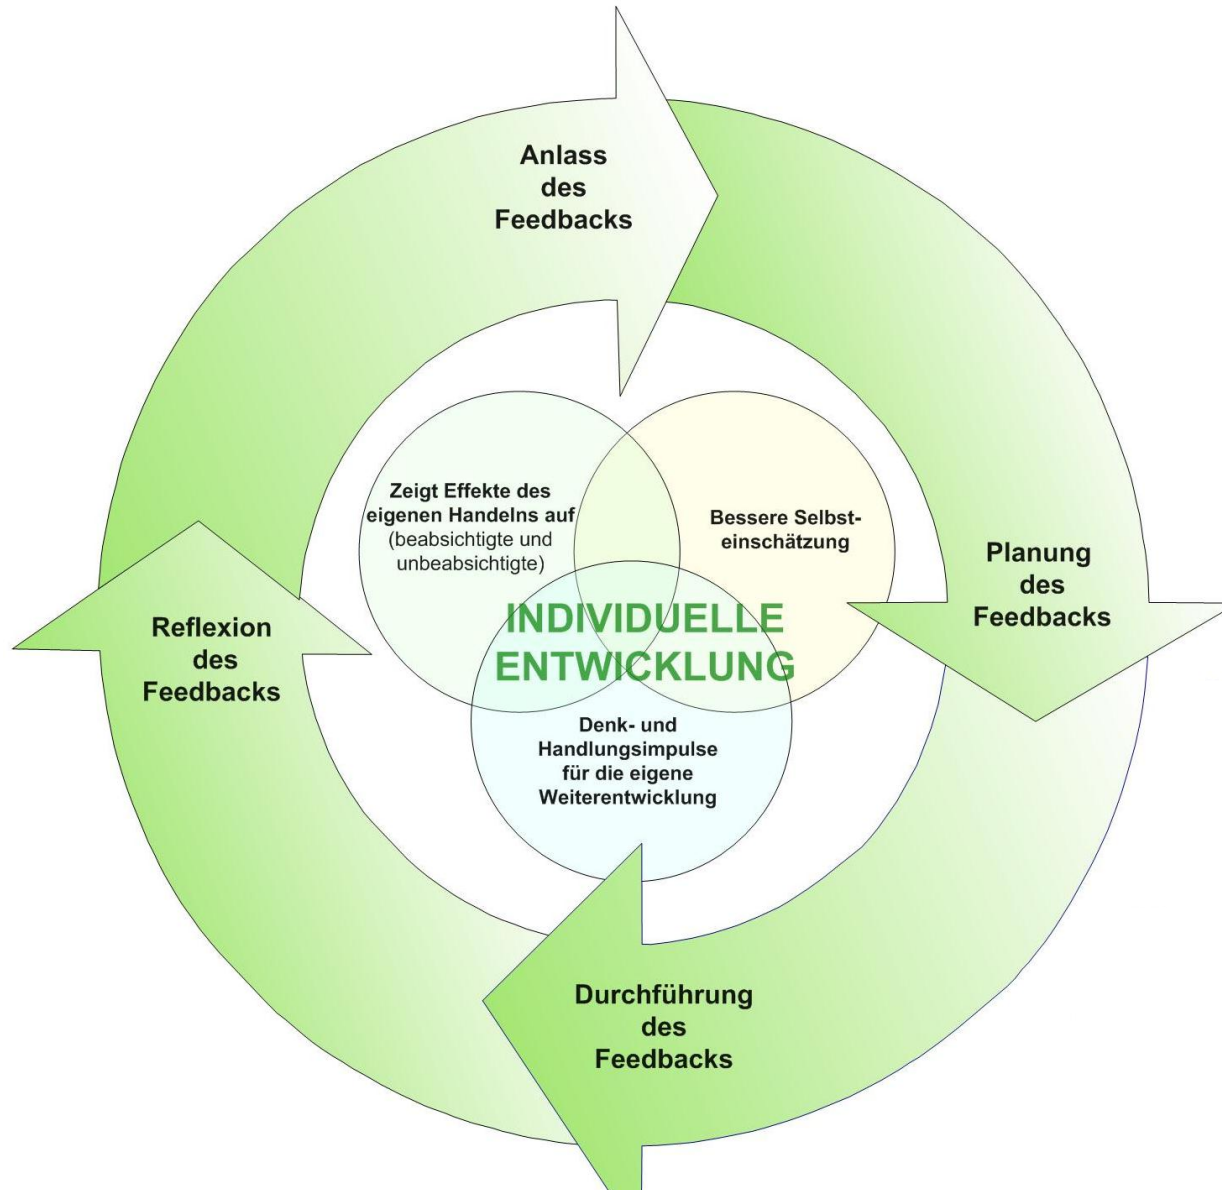 Anlass
des
Feedbacks
Zeigt Effekte des
eigenen Handelns auf
(beabsichtigte und
unbeabsichtigte)
Bessere Selbst-
einschätzung
Planung
des
Feedbacks
INDIVIDUELLE
ENTWICKLUNG
Reflexion
des
Feedbacks
Denk- und
Handlungsimpulse
für die eigene
Weiterentwicklung
Durchführung
des
Feedbacks